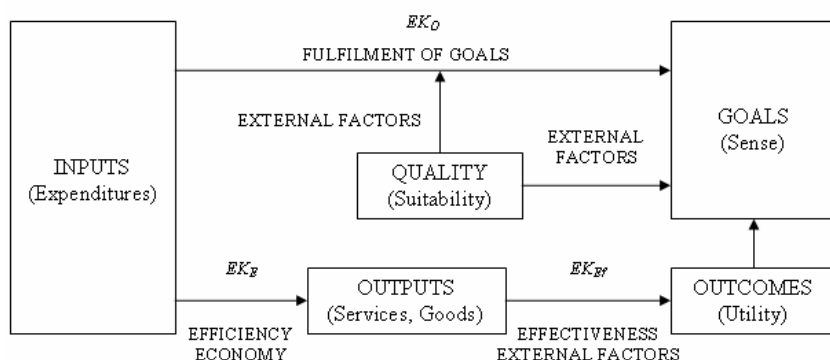 EK_O
FULFILMENT OF GOALS
EXTERNAL FACTORS
GOALS
(Sense)
EXTERNAL
FACTORS
INPUTS
(Expenditures)
QUALITY
(Suitability)
EK_E
OUTPUTS
(Services, Goods)
EK_Ef
OUTCOMES
(Utility)
EFFICIENCY
ECONOMY
EFFECTIVENESS
EXTERNAL FACTORS